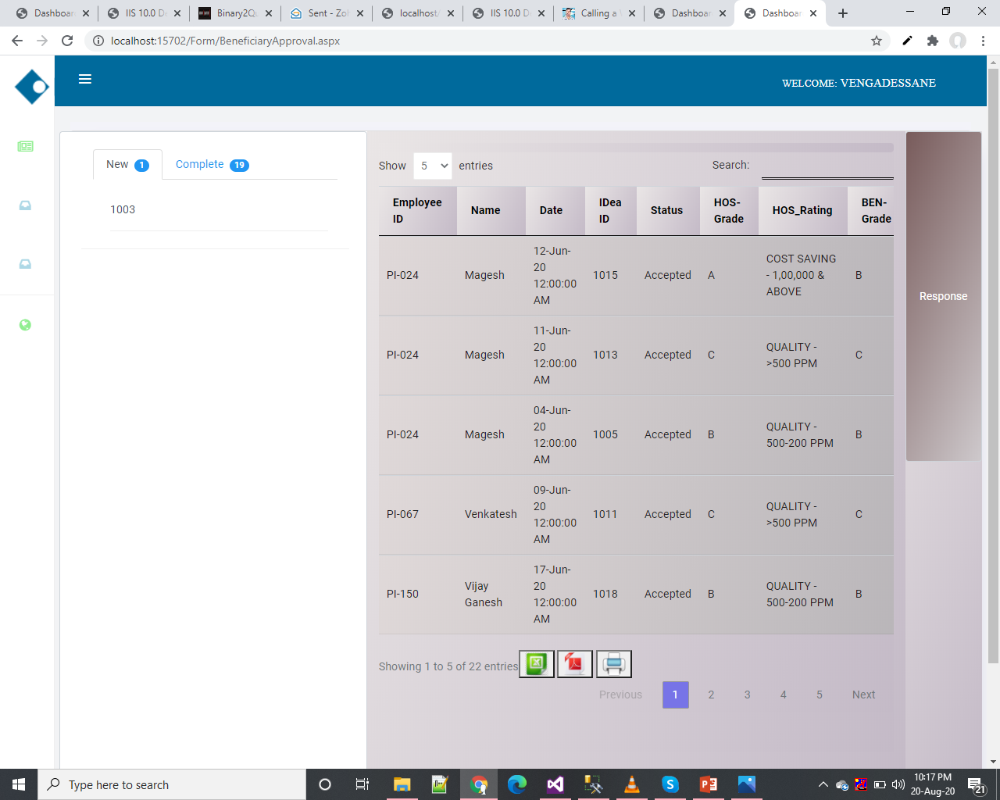 Dashboar
IIS 10.0 D
Binary2Qu
Sent - Zoh
localhost/
IIS 10.0 D
Calling a
Dashboar
Dashboar
localhost:15702/Form/BeneficiaryApproval.aspx
WELCOME: VENGADESSANE
New 1
Complete 19
1003
Show 5 entries
Search:
Employee ID Name Date IDea ID Status HOS-Grade HOS_Rating BEN-Grade
PI-024 Magesh 12-Jun-20 12:00:00 AM 1015 Accepted A COST SAVING - 1,00,000 & ABOVE B
PI-024 Magesh 11-Jun-20 12:00:00 AM 1013 Accepted C QUALITY - >500 PPM C
PI-024 Magesh 04-Jun-20 12:00:00 AM 1005 Accepted B QUALITY - 500-200 PPM B
PI-067 Venkatesh 09-Jun-20 12:00:00 AM 1011 Accepted C QUALITY - >500 PPM C
PI-150 Vijay Ganesh 17-Jun-20 12:00:00 AM 1018 Accepted B QUALITY - 500-200 PPM B
Response
Showing 1 to 5 of 22 entries
Previous 1 2 3 4 5 Next
Type here to search
10:17 PM
20-Aug-20
21